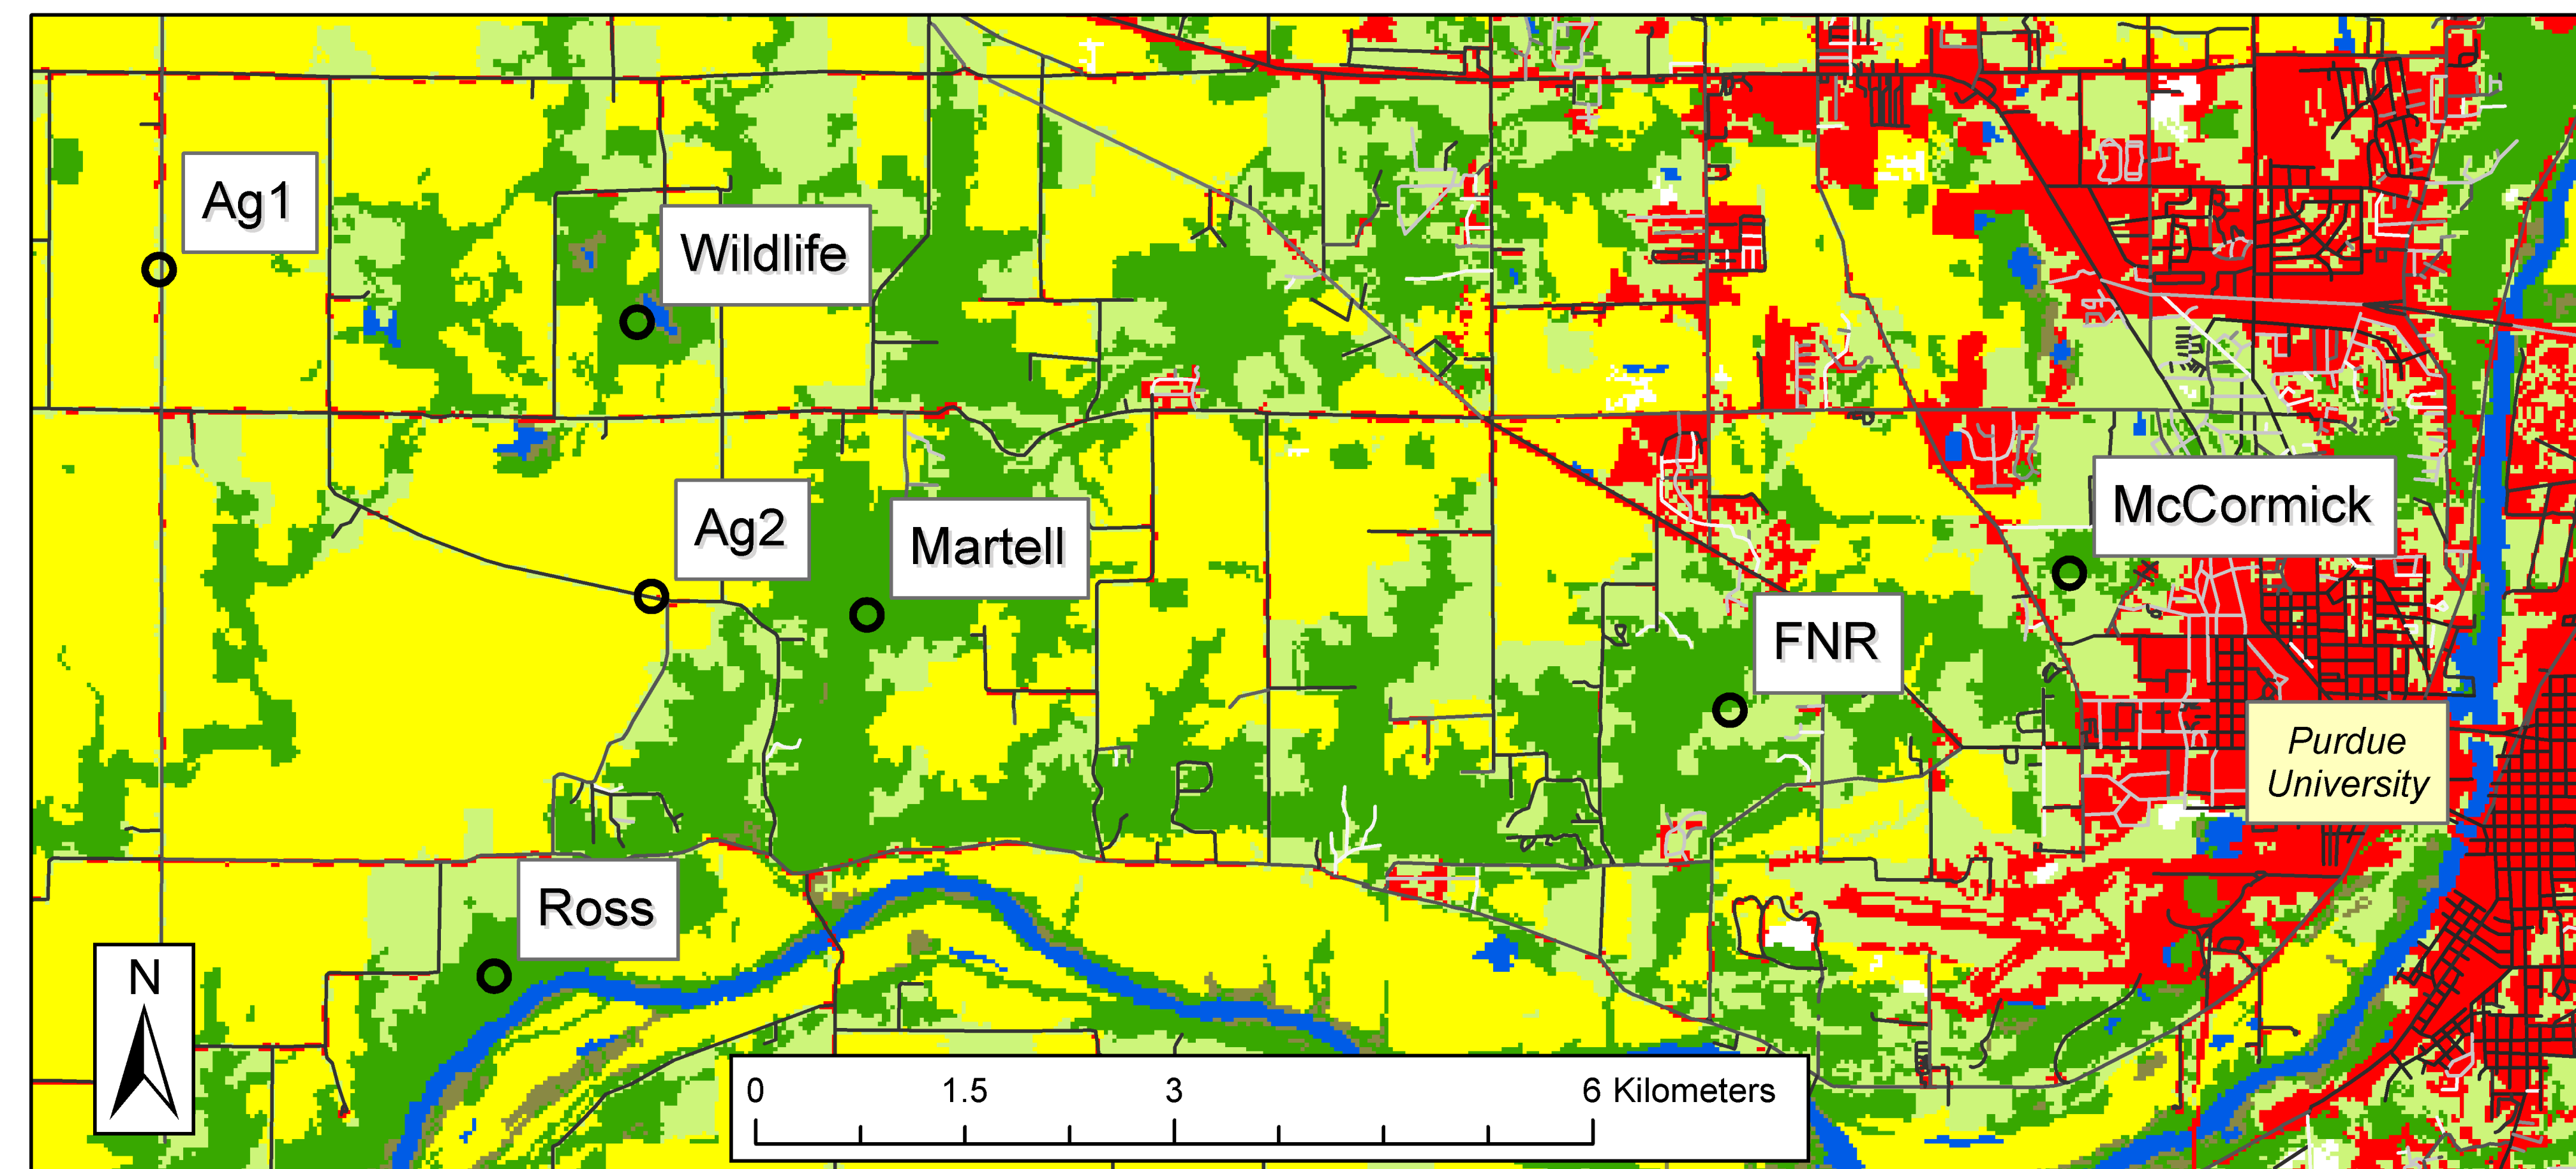 Ag1
Wildlife
Ag2
Martell
McCormick
FNR
Purdue
University
Ross
N
0 1.5 3 6 Kilometers